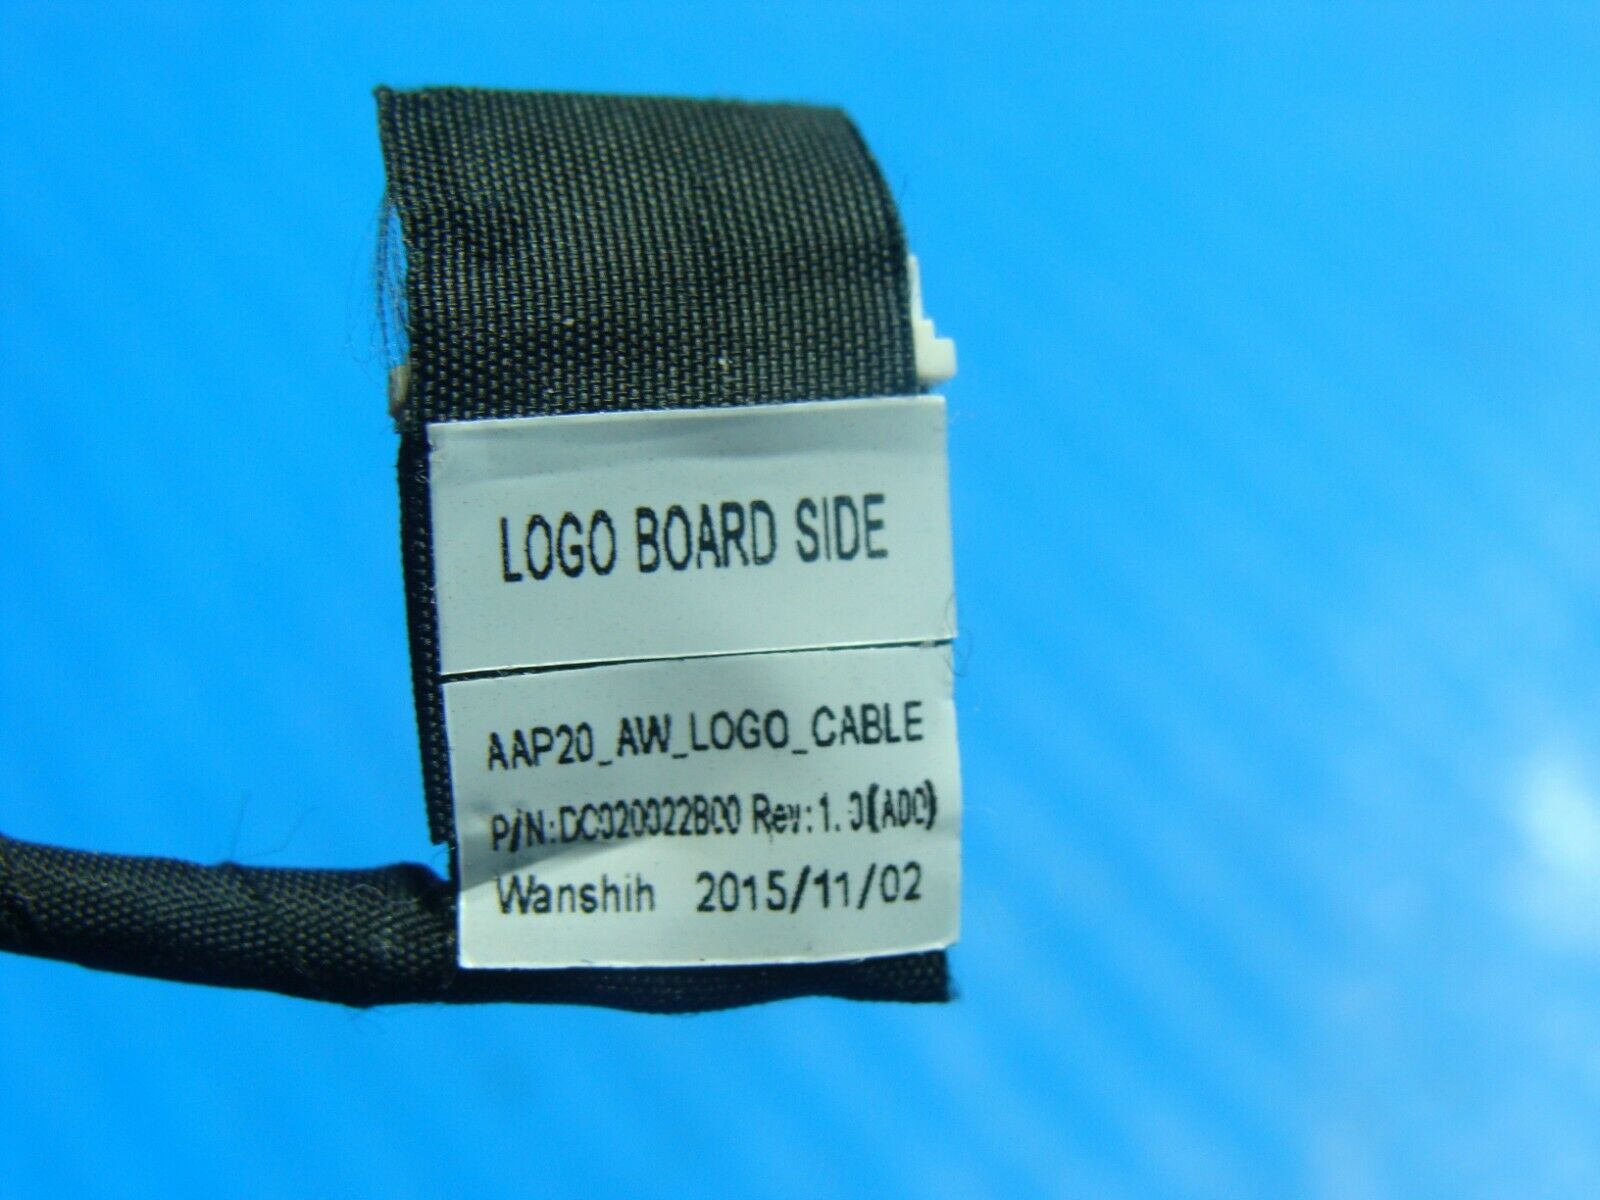 LOGO BOARD SIDE
AAP20_AW_LOGO_CABLE
P/N:DC020022B00 Rev:1.0(A00)
Wanshih 2015/11/02